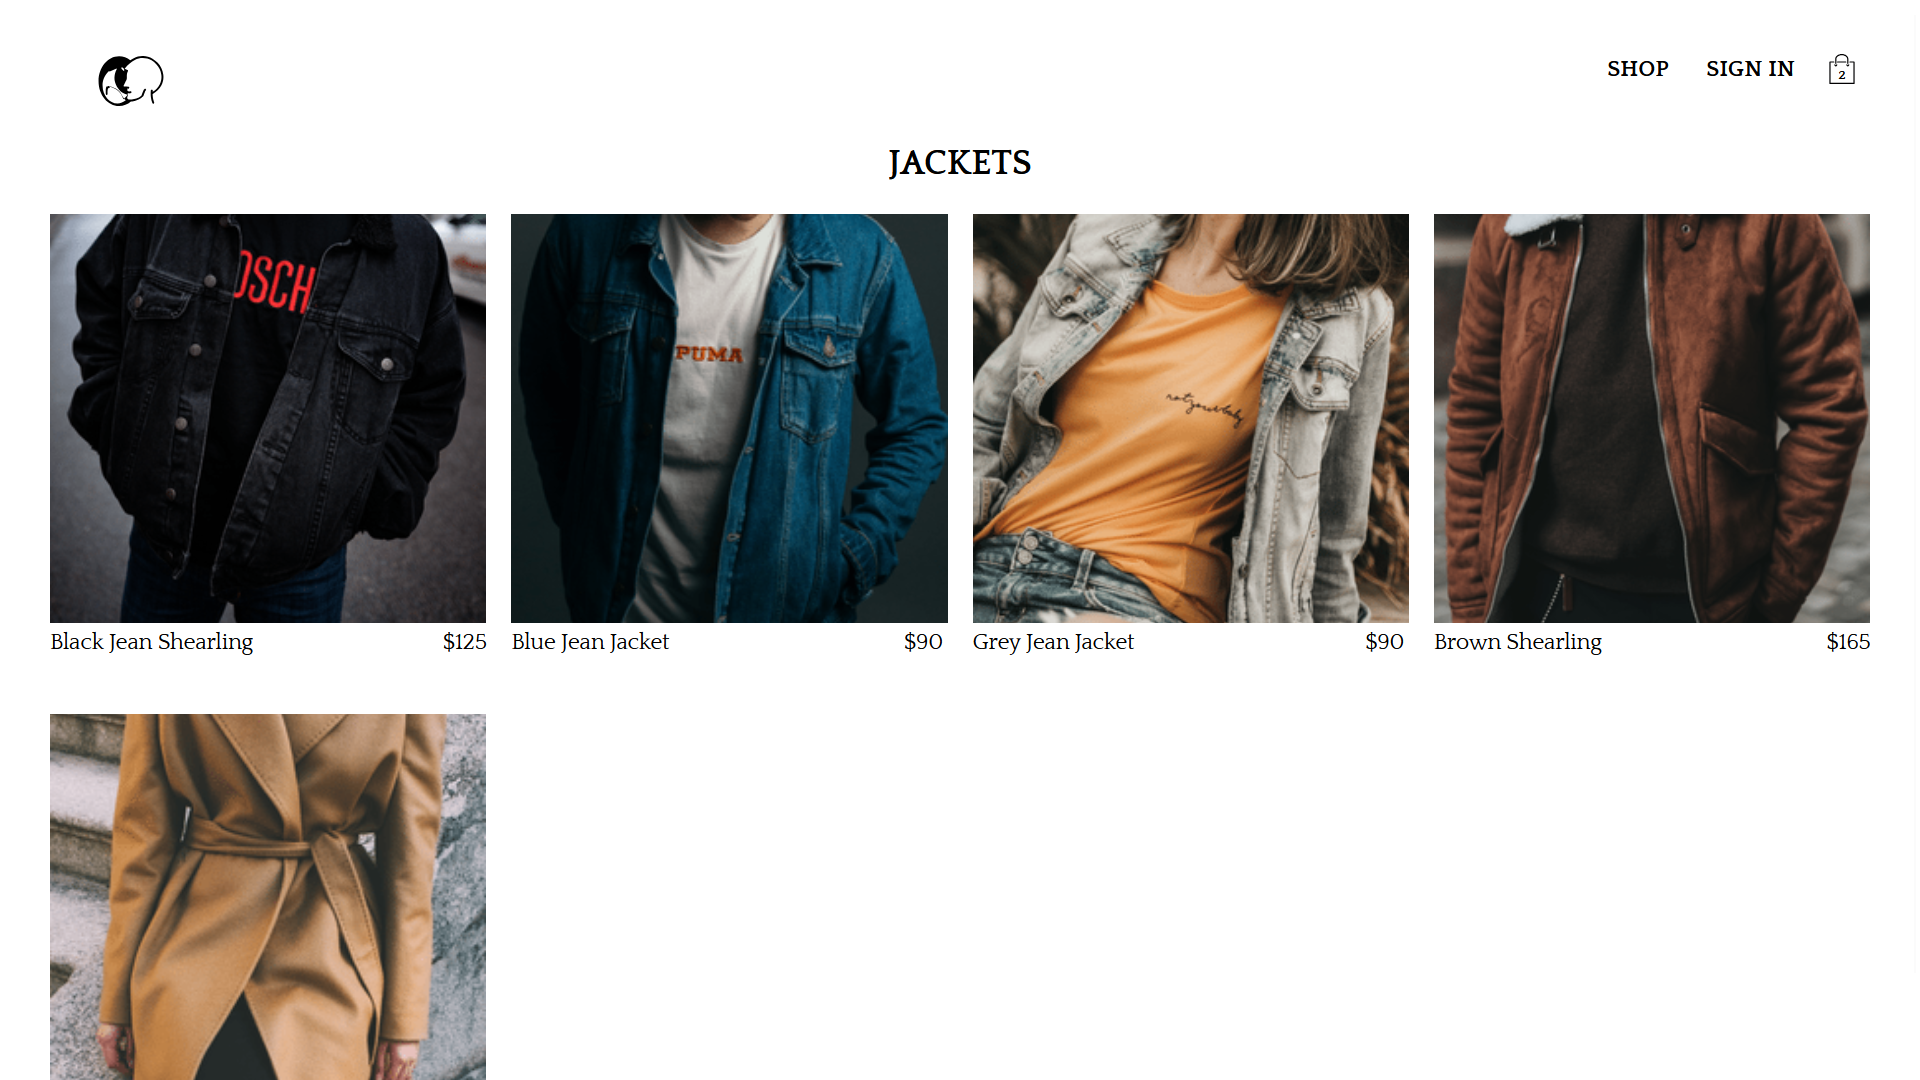 SHOP SIGN IN
2
JACKETS
OSCH
PUMA
notyourbaby
Black Jean Shearling $125
Blue Jean Jacket $90
Grey Jean Jacket $90
Brown Shearling $165